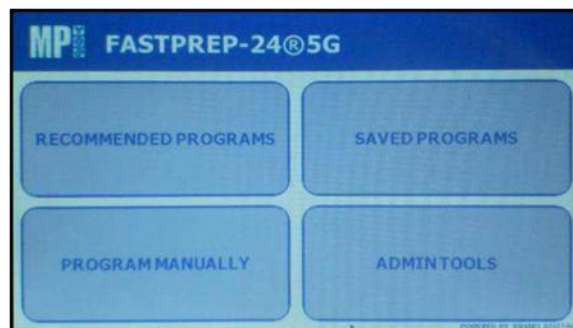 MP FASTPREP-24®5G
RECOMMENDED PROGRAMS
SAVED PROGRAMS
PROGRAM MANUALLY
ADMIN TOOLS